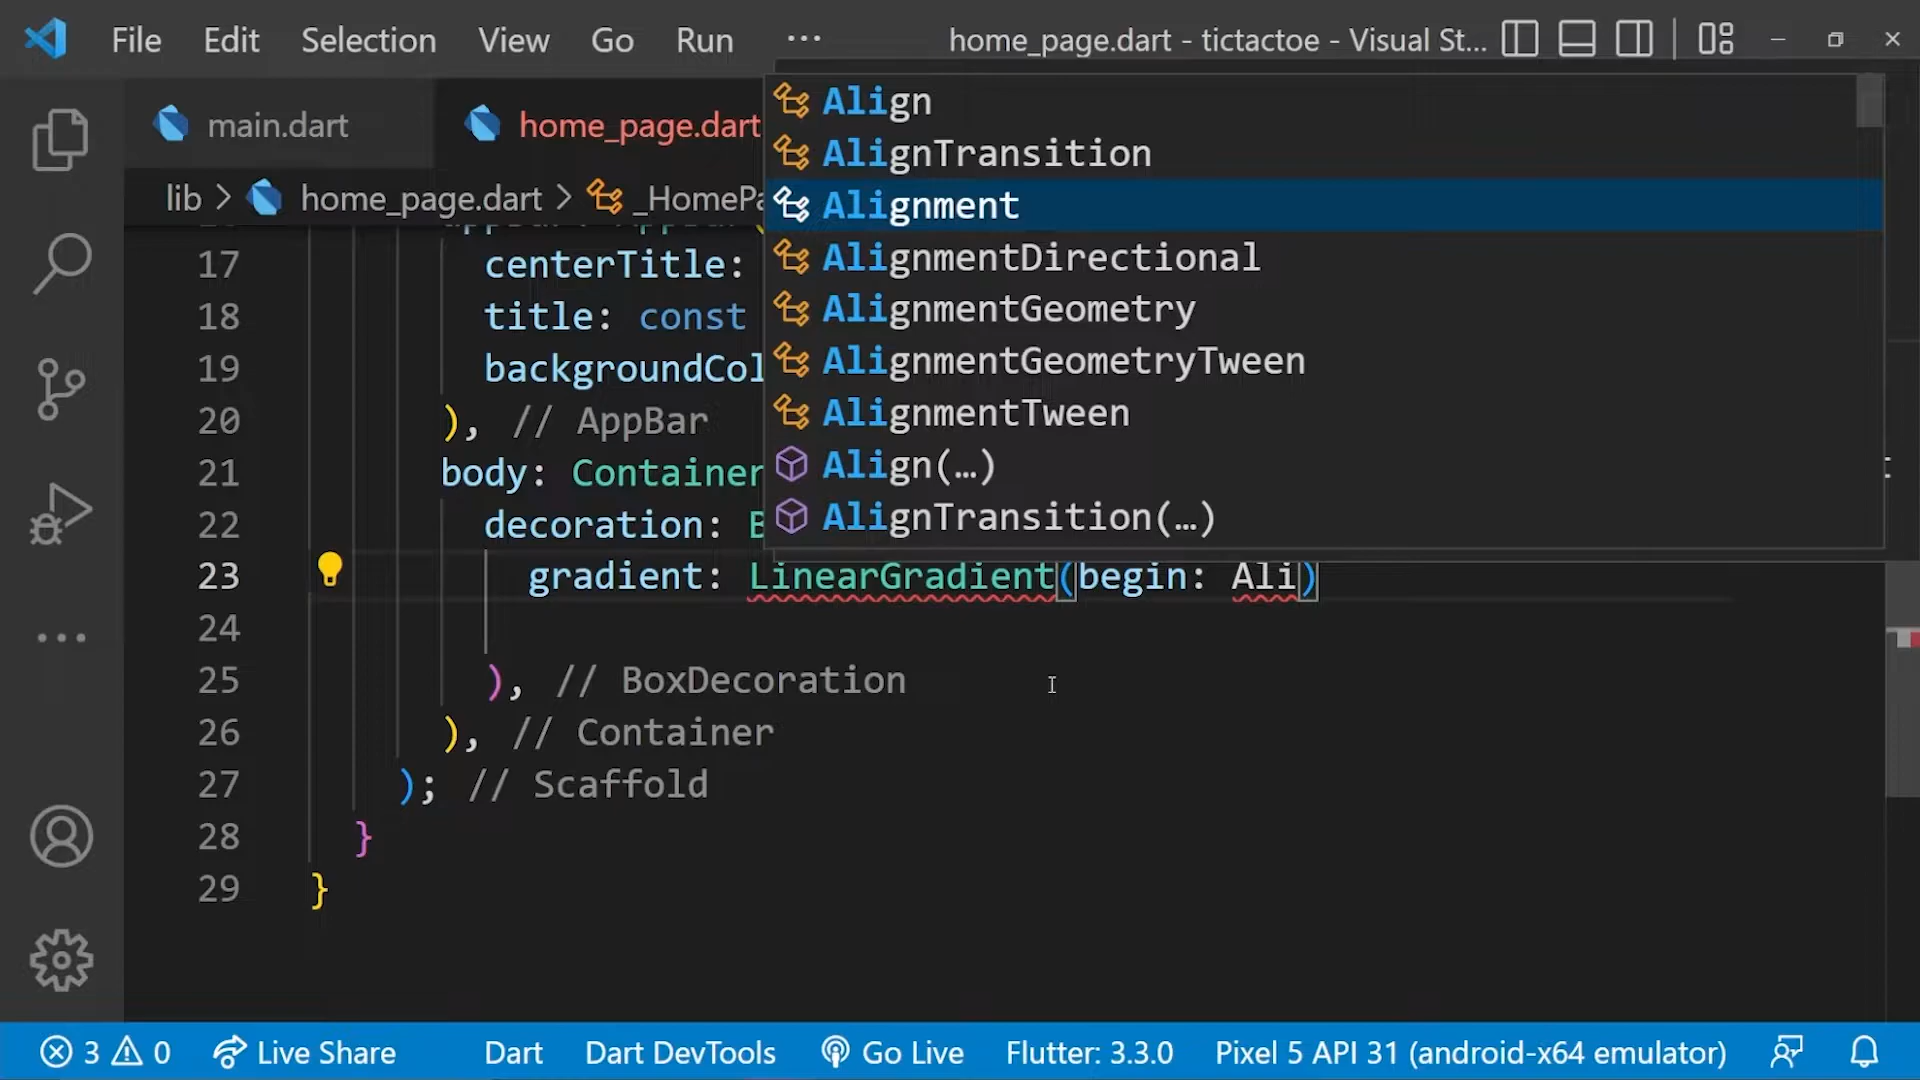 File Edit Selection View Go Run ··· home_page.dart - tictactoe - Visual St...
main.dart home_page.dart
lib > home_page.dart > _HomePa
Align
AlignTransition
Alignment
AlignmentDirectional
AlignmentGeometry
AlignmentGeometryTween
AlignmentTween
Align(…)
AlignTransition(…)
17 centerTitle:
18 title: const
19 backgroundCol
20 ), // AppBar
21 body: Container
22 decoration: B
23 gradient: LinearGradient(begin: Ali)
24
25 ), // BoxDecoration
26 ), // Container
27 ); // Scaffold
28 }
29 }
3 0 Live Share Dart Dart DevTools Go Live Flutter: 3.3.0 Pixel 5 API 31 (android-x64 emulator)